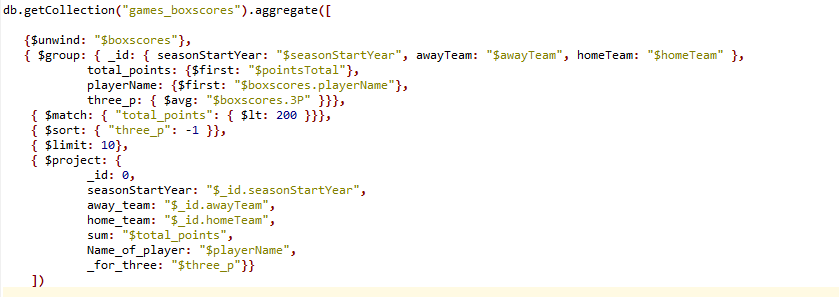 db.getCollection("games_boxscores").aggregate([
{$unwind: "$boxscores"},
{ $group: { _id: { seasonStartYear: "$seasonStartYear", awayTeam: "$awayTeam", homeTeam: "$homeTeam" },
total_points: {$first: "$pointsTotal"},
playerName: {$first: "$boxscores.playerName"},
three_p: { $avg: "$boxscores.3P" }}},
{ $match: { "total_points": { $lt: 200 }}},
{ $sort: { "three_p": -1 }},
{ $limit: 10},
{ $project: {
_id: 0,
seasonStartYear: "$_id.seasonStartYear",
away_team: "$_id.awayTeam",
home_team: "$_id.homeTeam",
sum: "$total_points",
Name_of_player: "$playerName",
_for_three: "$three_p"}}
])